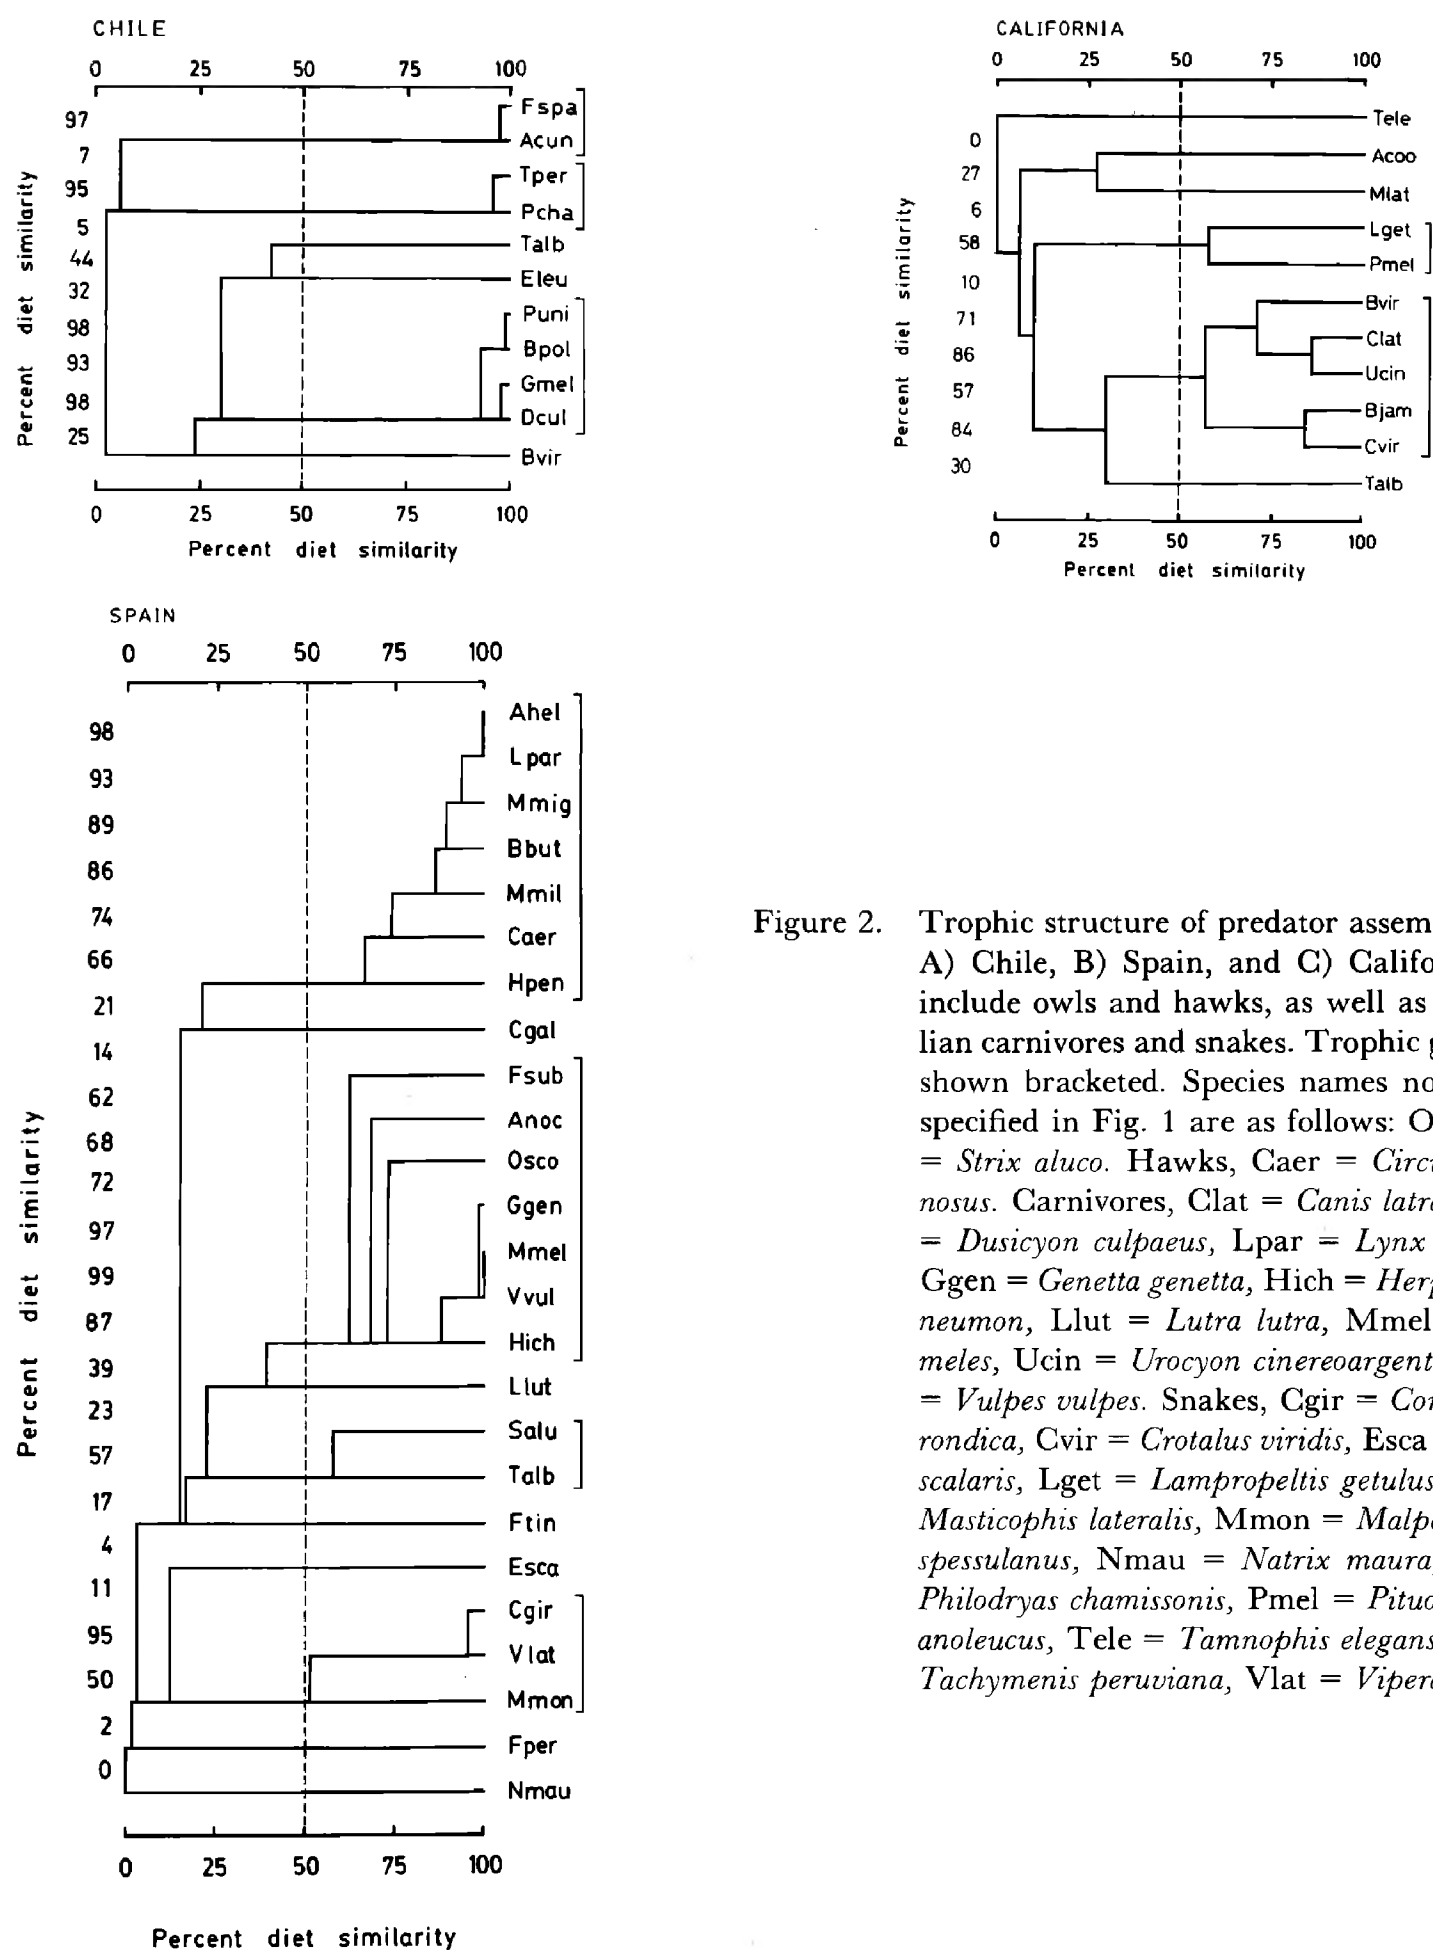 CHILE
0 25 50 75 100
Percent diet similarity
97
7
95
5
44
32
98
93
98
25
Fspa
Acun
Tper
Pcha
Talb
Eleu
Puni
Bpol
Gmel
Dcul
Bvir
0 25 50 75 100
Percent diet similarity
CALIFORNIA
0 25 50 75 100
Percent diet similarity
0
27
6
58
10
71
86
57
84
30
Tele
Acoo
Mlat
Lget
Pmel
Bvir
Clat
Ucin
Bjam
Cvir
Talb
0 25 50 75 100
Percent diet similarity
SPAIN
0 25 50 75 100
Percent diet similarity
98
93
89
86
74
66
21
14
62
68
72
97
99
87
39
23
57
17
4
11
95
50
2
0
Ahel
Lpar
Mmig
Bbut
Mmil
Caer
Hpen
Cgal
Fsub
Anoc
Osco
Ggen
Mmel
Vvul
Hich
Llut
Salu
Talb
Ftin
Esca
Cgir
Vlat
Mmon
Fper
Nmau
0 25 50 75 100
Percent diet similarity
Figure 2. Trophic structure of predator assem
A) Chile, B) Spain, and C) Califo
include owls and hawks, as well as
lian carnivores and snakes. Trophic
shown bracketed. Species names no
specified in Fig. 1 are as follows: O
= Strix aluco. Hawks, Caer = Circ
nosus. Carnivores, Clat = Canis latr
= Dusicyon culpaeus, Lpar = Lynx
Ggen = Genetta genetta, Hich = Her
neumon, Llut = Lutra lutra, Mmel
meles, Ucin = Urocyon cinereoargent
= Vulpes vulpes. Snakes, Cgir = Cor
rondica, Cvir = Crotalus viridis, Esca
scalaris, Lget = Lampropeltis getulus
Masticophis lateralis, Mmon = Malp
spessulanus, Nmau = Natrix maura
Philodryas chamissonis, Pmel = Pituo
anoleucus, Tele = Tamnophis elegans
Tachymenis peruviana, Vlat = Viper